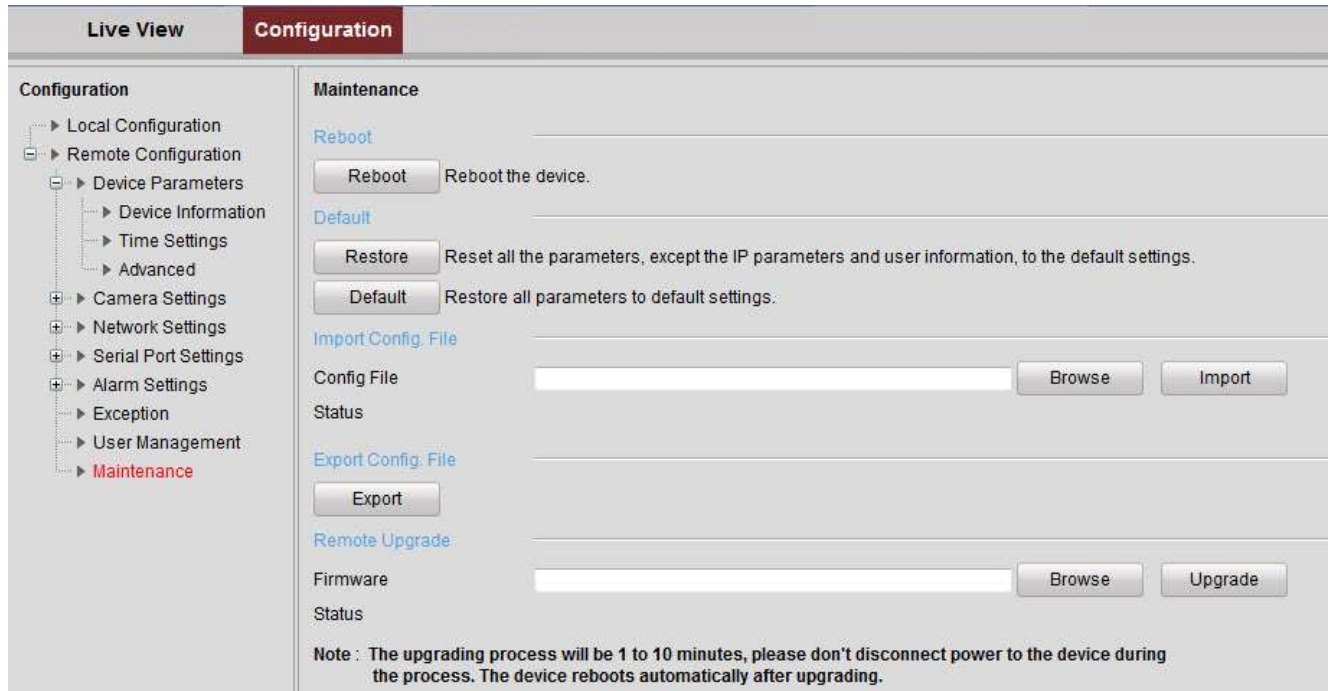 Live View
Configuration
Configuration
Local Configuration
Remote Configuration
Device Parameters
Device Information
Time Settings
Advanced
Camera Settings
Network Settings
Serial Port Settings
Alarm Settings
Exception
User Management
Maintenance
Maintenance
Reboot
Reboot Reboot the device.
Default
Restore Reset all the parameters, except the IP parameters and user information, to the default settings.
Default Restore all parameters to default settings.
Import Config. File
Config File Browse Import
Status
Export Config. File
Export
Remote Upgrade
Firmware Browse Upgrade
Status
Note : The upgrading process will be 1 to 10 minutes, please don't disconnect power to the device during
the process. The device reboots automatically after upgrading.